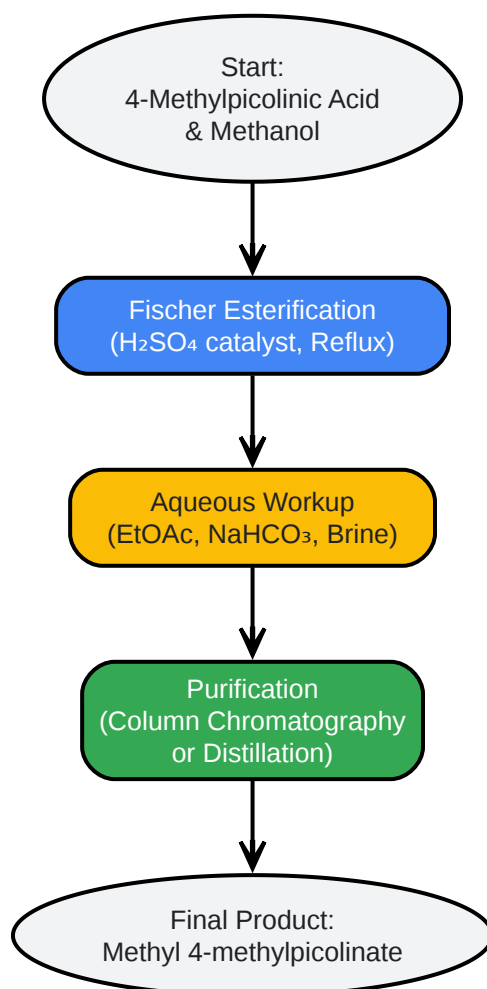 Start:
4-Methylpicolinic Acid
& Methanol
Fischer Esterification
(H₂SO₄ catalyst, Reflux)
Aqueous Workup
(EtOAc, NaHCO₃, Brine)
Purification
(Column Chromatography
or Distillation)
Final Product:
Methyl 4-methylpicolinate